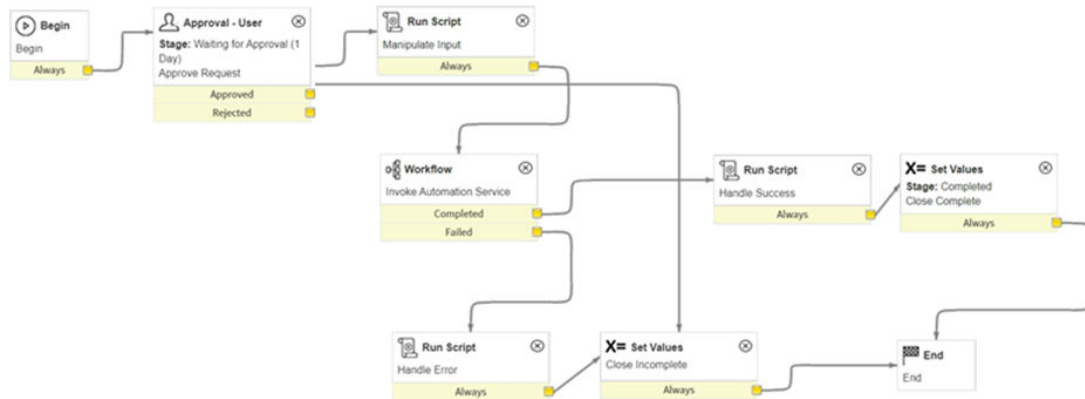 Begin
Begin
Always
Approval - User
Stage: Waiting for Approval (1
Day)
Approve Request
Approved
Rejected
Run Script
Manipulate Input
Always
Workflow
Invoke Automation Service
Completed
Failed
Run Script
Handle Success
Always
X= Set Values
Stage: Completed
Close Complete
Always
Run Script
Handle Error
Always
X= Set Values
Close Incomplete
Always
End
End